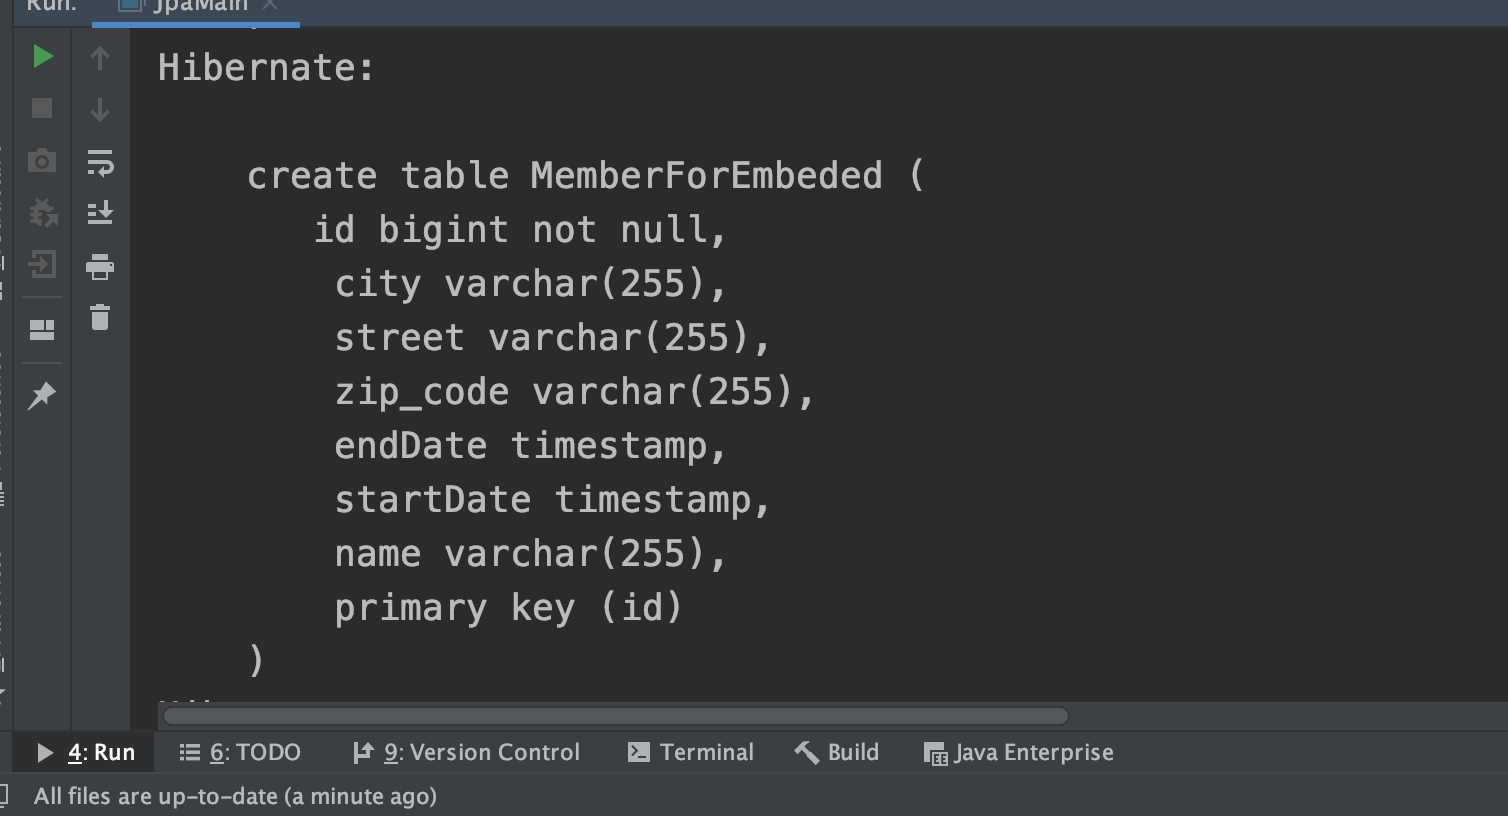 Run: JpaMain
Hibernate:
create table MemberForEmbeded (
id bigint not null,
city varchar(255),
street varchar(255),
zip_code varchar(255),
endDate timestamp,
startDate timestamp,
name varchar(255),
primary key (id)
)
4: Run 6: TODO 9: Version Control Terminal Build Java Enterprise
All files are up-to-date (a minute ago)